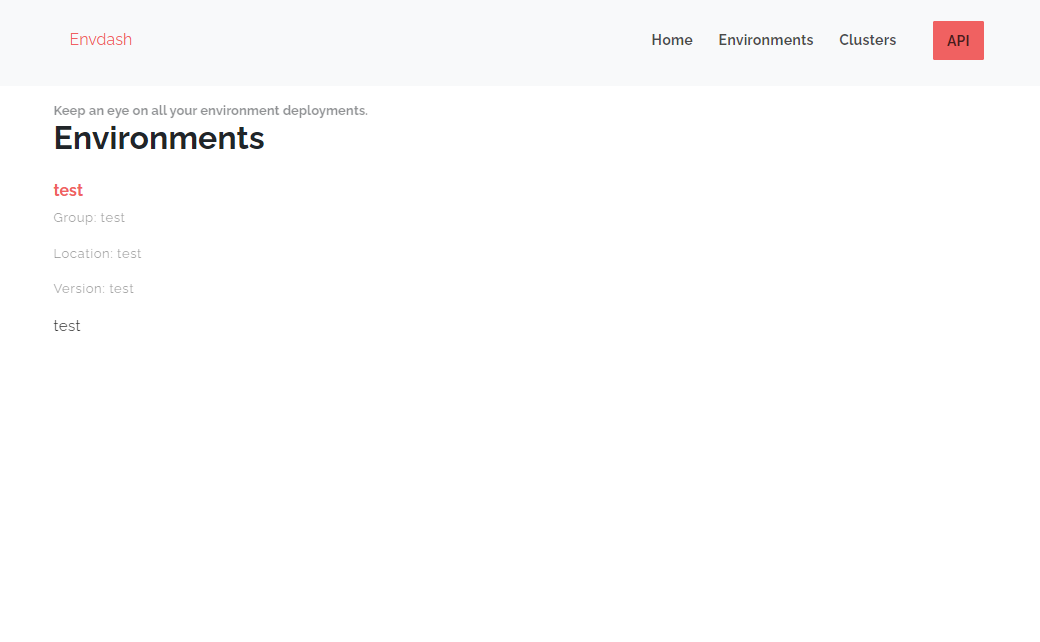 Envdash
Home Environments Clusters API
Keep an eye on all your environment deployments.
Environments
test
Group: test
Location: test
Version: test
test